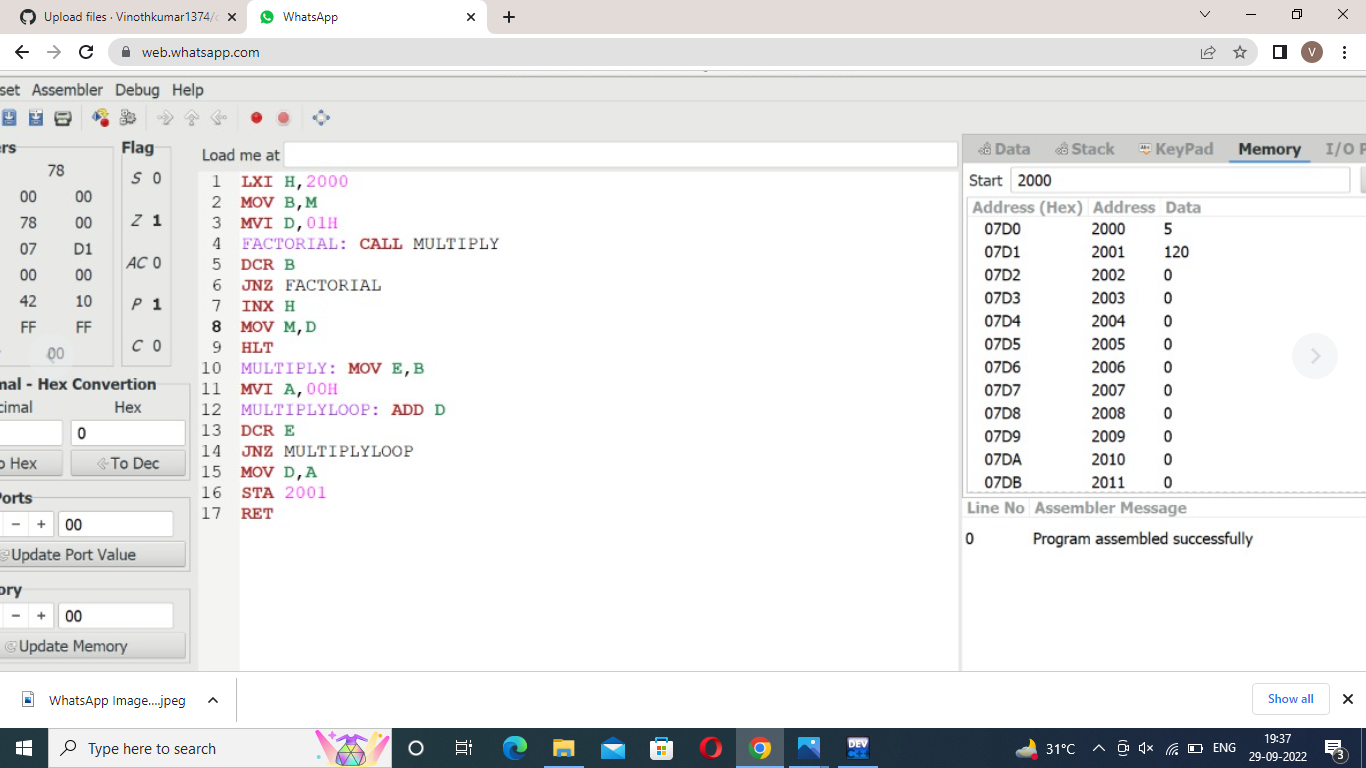 Upload files · Vinothkumar1374/
WhatsApp
web.whatsapp.com
V
set Assembler Debug Help
ers
78
00 00
78 00
07 D1
00 00
42 10
FF FF
00
Flag
S 0
Z 1
AC 0
P 1
C 0
mal - Hex Convertion
cimal Hex
0
o Hex To Dec
Ports
- + 00
Update Port Value
ory
- + 00
Update Memory
Load me at
1 LXI H,2000
2 MOV B,M
3 MVI D,01H
4 FACTORIAL: CALL MULTIPLY
5 DCR B
6 JNZ FACTORIAL
7 INX H
8 MOV M,D
9 HLT
10 MULTIPLY: MOV E,B
11 MVI A,00H
12 MULTIPLYLOOP: ADD D
13 DCR E
14 JNZ MULTIPLYLOOP
15 MOV D,A
16 STA 2001
17 RET
Data Stack KeyPad Memory I/O P
Start 2000
Address (Hex) Address Data
07D0 2000 5
07D1 2001 120
07D2 2002 0
07D3 2003 0
07D4 2004 0
07D5 2005 0
07D6 2006 0
07D7 2007 0
07D8 2008 0
07D9 2009 0
07DA 2010 0
07DB 2011 0
Line No Assembler Message
0 Program assembled successfully
WhatsApp Image....jpeg
Show all
Type here to search
DEV
31°C
ENG
19:37
29-09-2022
3